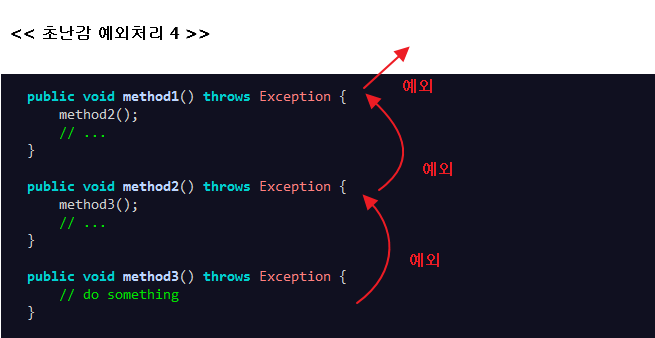 << 초난감 예외처리 4 >>
예외
public void method1() throws Exception {
method2();
// ...
}
예외
public void method2() throws Exception {
method3();
// ...
}
예외
public void method3() throws Exception {
// do something
}